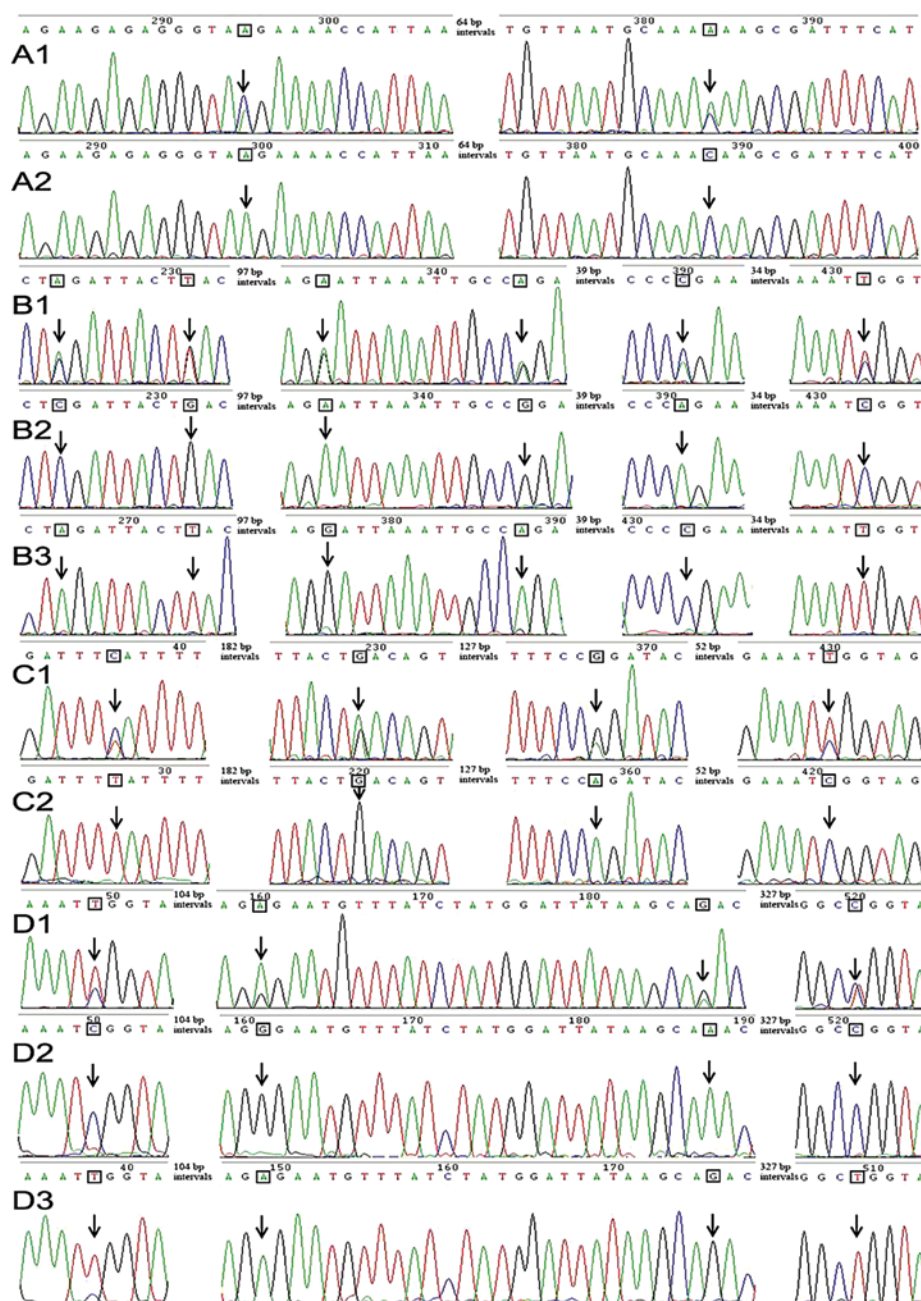 290 300 380 390
A G A A G A G A G G G T A A G A A A A C C A T T A A 64 bp intervals T G T T A A T G C A A A A A A G C G A T T T C A T
A1
290 300 310 380 390 400
A G A A G A G A G G G T A A G A A A A C C A T T A A 64 bp intervals T G T T A A T G C A A A C A A G C G A T T T C A T
A2
230 340 390 430
C T A G A T T A C T T A C 97 bp intervals A G A A T T A A A T T G C C A G A 39 bp intervals C C C C G A A 34 bp intervals A A A T T G G T
B1
230 340 390 430
C T C G A T T A C T G A C 97 bp intervals A G A A T T A A A T T G C C G G A 39 bp intervals C C C A G A A 34 bp intervals A A A T C G G T
B2
270 380 390 430
C T A G A T T A C T T A C 97 bp intervals A G G A T T A A A T T G C C A G A 39 bp intervals C C C C G A A 34 bp intervals A A A T T G G T
B3
40 230 370 430
G A T T T C A T T T T 182 bp intervals T T A C T G A C A G T 127 bp intervals T T T C C G G A T A C 52 bp intervals G A A A T T G G T A G
C1
30 220 360 420
G A T T T T A T T T T 182 bp intervals T T A C T G A C A G T 127 bp intervals T T T C C A G A T A C 52 bp intervals G A A A T C G G T A G
C2
50 160 170 180 520
A A A T T G G T A 104 bp intervals A G A G A A T G T T T A T C T A T G G A T T A T A A G C A G A C 327 bp intervals G G C C G G T A
D1
50 160 170 180 190 520
A A A T C G G T A 104 bp intervals A G G G A A T G T T T A T C T A T G G A T T A T A A G C A A A C 327 bp intervals G G C C G G T A
D2
40 150 160 170 510
A A A T T G G T A 104 bp intervals A G A G A A T G T T T A T C T A T G G A T T A T A A G C A G A C 327 bp intervals G G C T G G T A
D3